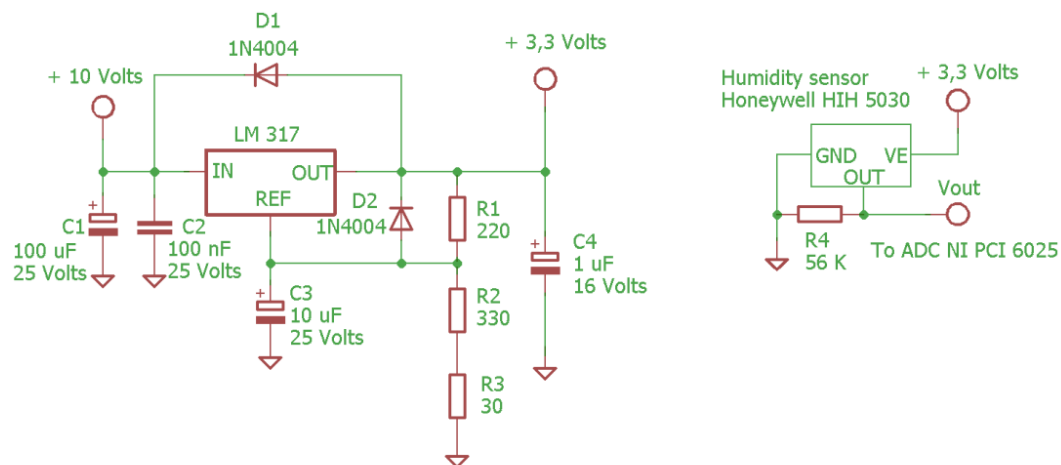 D1
1N4004
+ 10 Volts
+ 3,3 Volts
LM 317
IN
OUT
REF
D2
1N4004
+
C1
100 uF
25 Volts
C2
100 nF
25 Volts
+
C3
10 uF
25 Volts
R1
220
R2
330
R3
30
+
C4
1 uF
16 Volts
Humidity sensor
Honeywell HIH 5030
+ 3,3 Volts
GND
VE
OUT
Vout
R4
56 K
To ADC NI PCI 6025